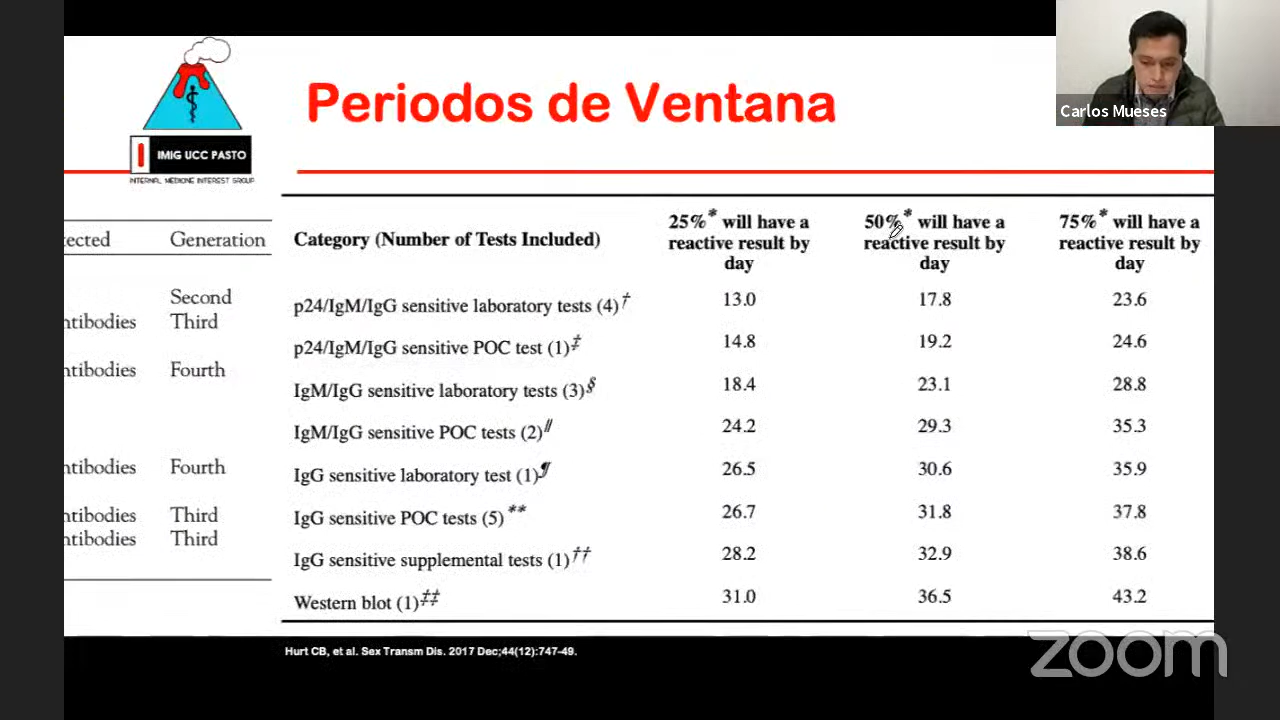 Carlos Mueses
Periodos de Ventana
IMIG UCC PASTO
INTERNAL MEDICINE INTEREST GROUP
tected Generation
Second
ntibodies Third
ntibodies Fourth
ntibodies Fourth
ntibodies Third
ntibodies Third
Category (Number of Tests Included) 25%* will have a reactive result by day 50%* will have a reactive result by day 75%* will have a reactive result by day
p24/IgM/IgG sensitive laboratory tests (4)† 13.0 17.8 23.6
p24/IgM/IgG sensitive POC test (1)‡ 14.8 19.2 24.6
IgM/IgG sensitive laboratory tests (3)§ 18.4 23.1 28.8
IgM/IgG sensitive POC tests (2)// 24.2 29.3 35.3
IgG sensitive laboratory test (1)¶ 26.5 30.6 35.9
IgG sensitive POC tests (5)** 26.7 31.8 37.8
IgG sensitive supplemental tests (1)†† 28.2 32.9 38.6
Western blot (1)‡‡ 31.0 36.5 43.2
Hurt CB, et al. Sex Transm Dis. 2017 Dec;44(12):747-49.
zoom